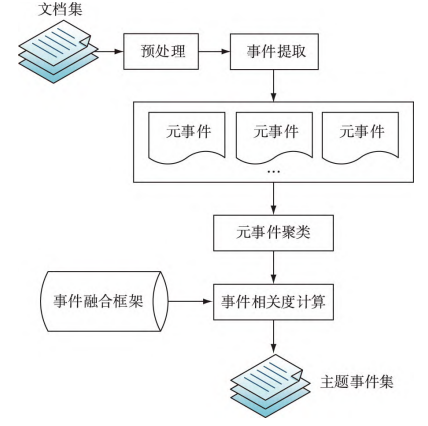 文档集
预处理
事件提取
元事件
元事件
元事件
...
元事件聚类
事件融合框架
事件相关度计算
主题事件集